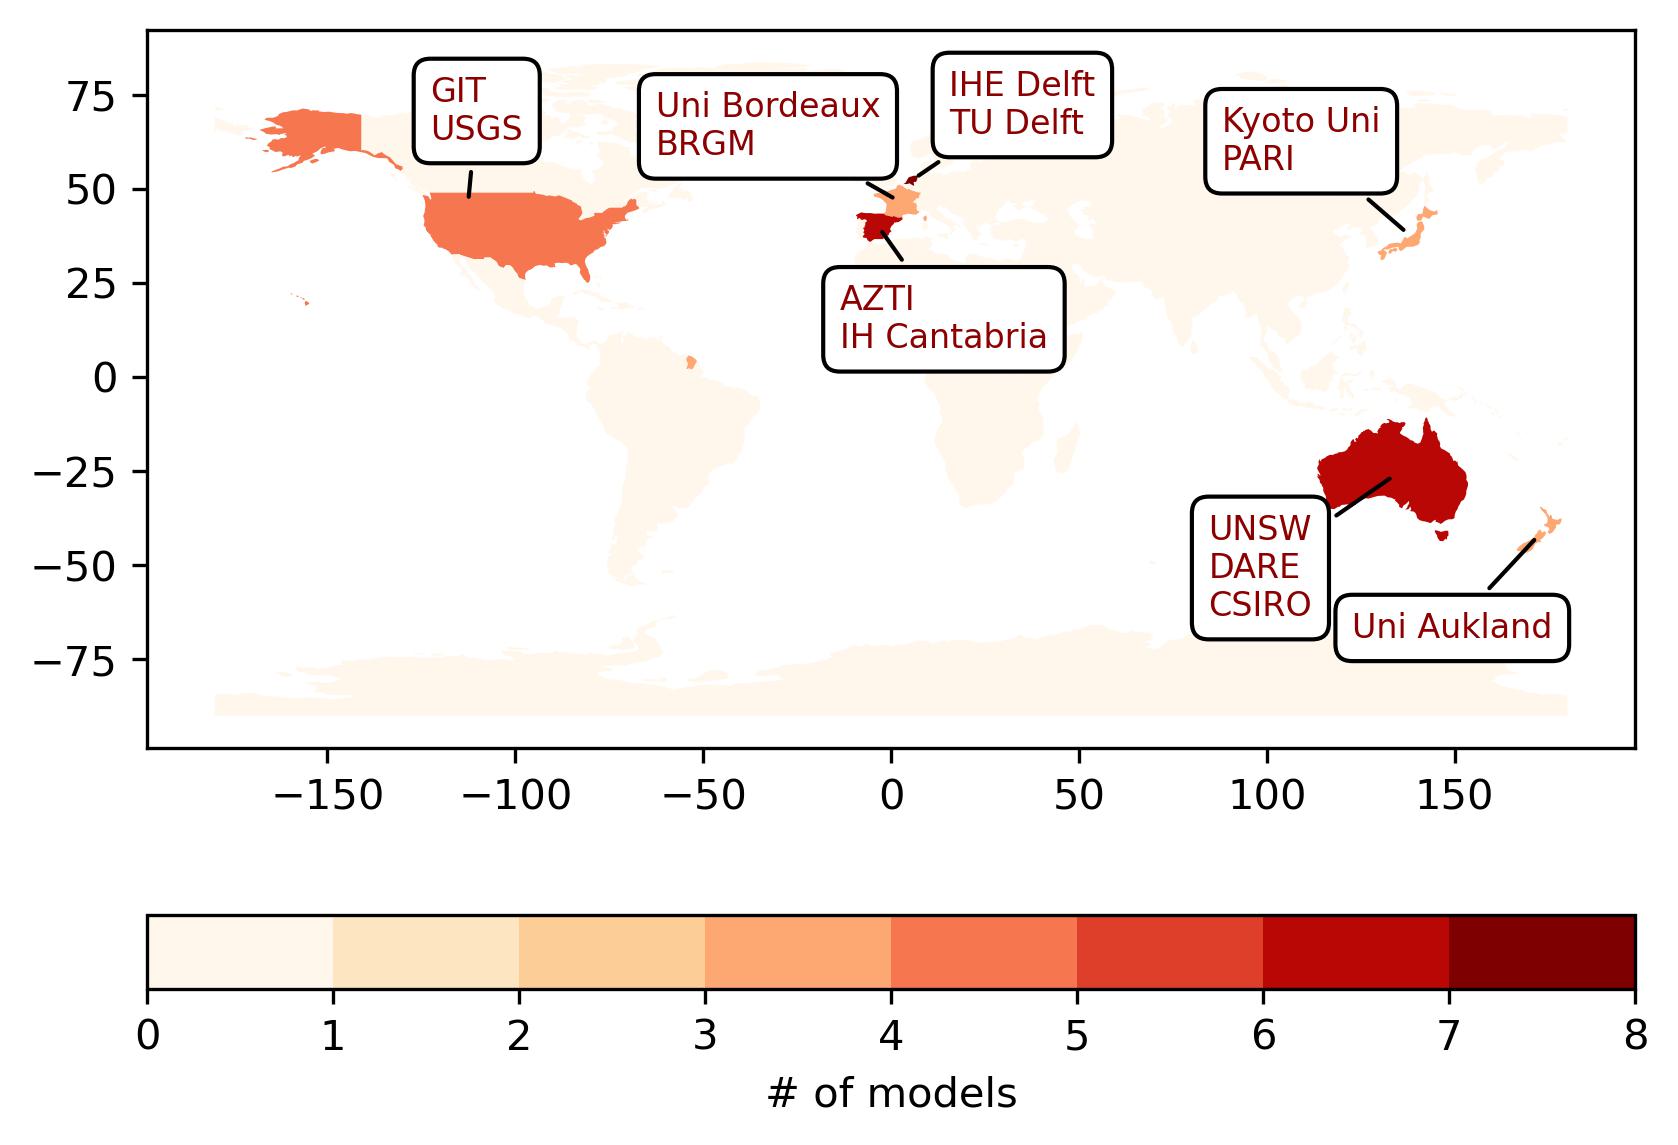 GIT
USGS
Uni Bordeaux
BRGM
IHE Delft
TU Delft
Kyoto Uni
PARI
AZTI
IH Cantabria
UNSW
DARE
CSIRO
Uni Aukland
75
50
25
0
−25
−50
−75
−150 −100 −50 0 50 100 150
0 1 2 3 4 5 6 7 8
# of models